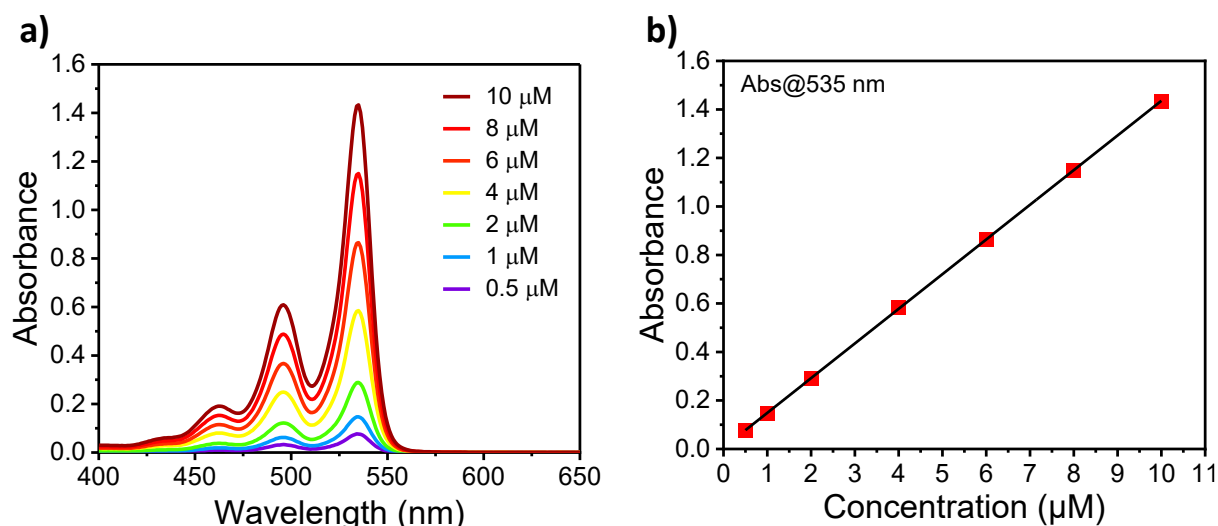 a)
1.6
1.4
1.2
1.0
0.8
0.6
0.4
0.2
0.0
Absorbance
10 μM
8 μM
6 μM
4 μM
2 μM
1 μM
0.5 μM
400
450
500
550
600
650
Wavelength (nm)
b)
Abs@535 nm
1.6
1.4
1.2
1.0
0.8
0.6
0.4
0.2
0.0
Absorbance
0 1 2 3 4 5 6 7 8 9 10 11
Concentration (μM)